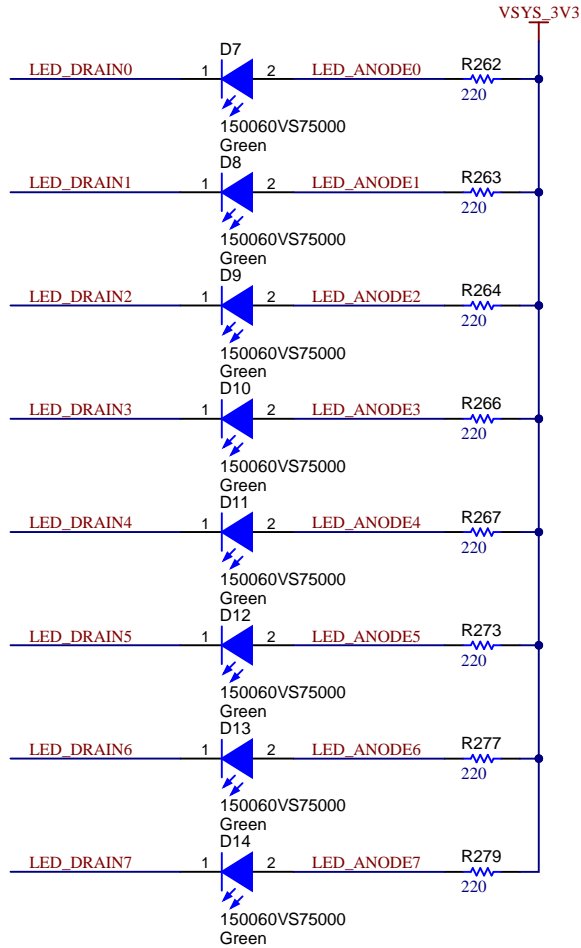 VSYS_3V3
D7
LED_DRAIN0 1 2 LED_ANODE0 R262
220
150060VS75000
Green
D8
LED_DRAIN1 1 2 LED_ANODE1 R263
220
150060VS75000
Green
D9
LED_DRAIN2 1 2 LED_ANODE2 R264
220
150060VS75000
Green
D10
LED_DRAIN3 1 2 LED_ANODE3 R266
220
150060VS75000
Green
D11
LED_DRAIN4 1 2 LED_ANODE4 R267
220
150060VS75000
Green
D12
LED_DRAIN5 1 2 LED_ANODE5 R273
220
150060VS75000
Green
D13
LED_DRAIN6 1 2 LED_ANODE6 R277
220
150060VS75000
Green
D14
LED_DRAIN7 1 2 LED_ANODE7 R279
220
150060VS75000
Green